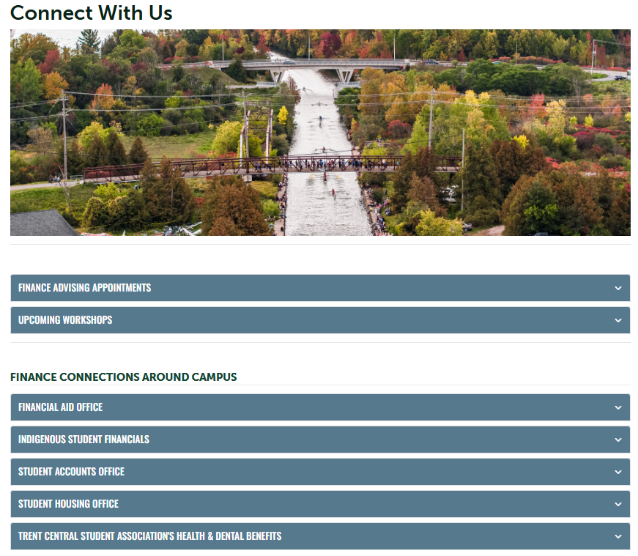 Connect With Us
FINANCE ADVISING APPOINTMENTS
UPCOMING WORKSHOPS
FINANCE CONNECTIONS AROUND CAMPUS
FINANCIAL AID OFFICE
INDIGENOUS STUDENT FINANCIALS
STUDENT ACCOUNTS OFFICE
STUDENT HOUSING OFFICE
TRENT CENTRAL STUDENT ASSOCIATION'S HEALTH & DENTAL BENEFITS